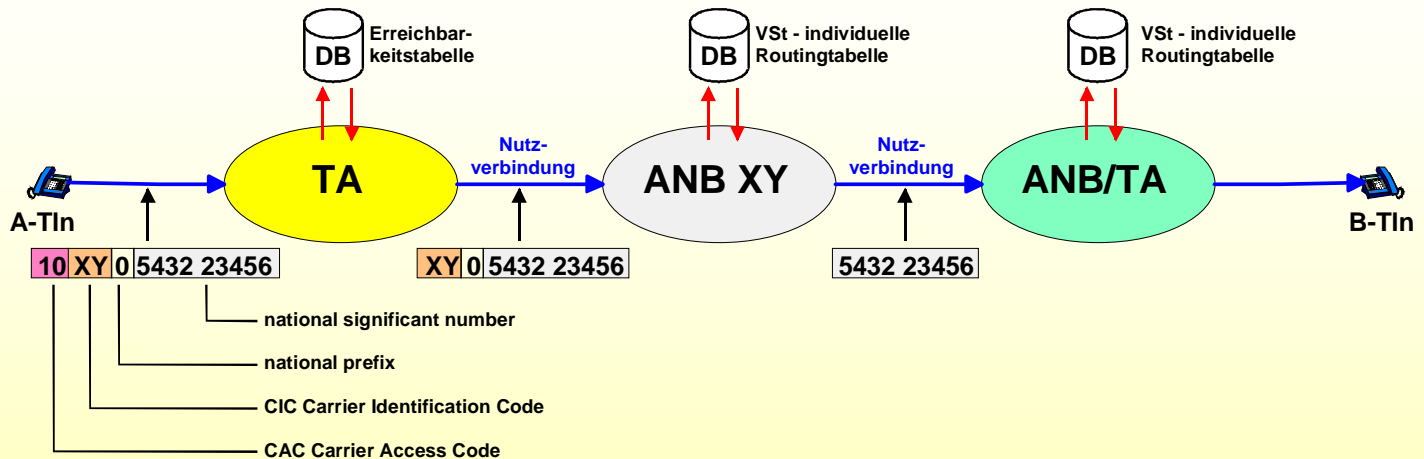 DB
Erreichbar-
keitstabelle
DB
VSt - individuelle
Routingtabelle
DB
VSt - individuelle
Routingtabelle
A-Tln
TA
Nutz-
verbindung
ANB XY
Nutz-
verbindung
ANB/TA
B-Tln
10 XY 0 5432 23456
XY 0 5432 23456
5432 23456
national significant number
national prefix
CIC Carrier Identification Code
CAC Carrier Access Code